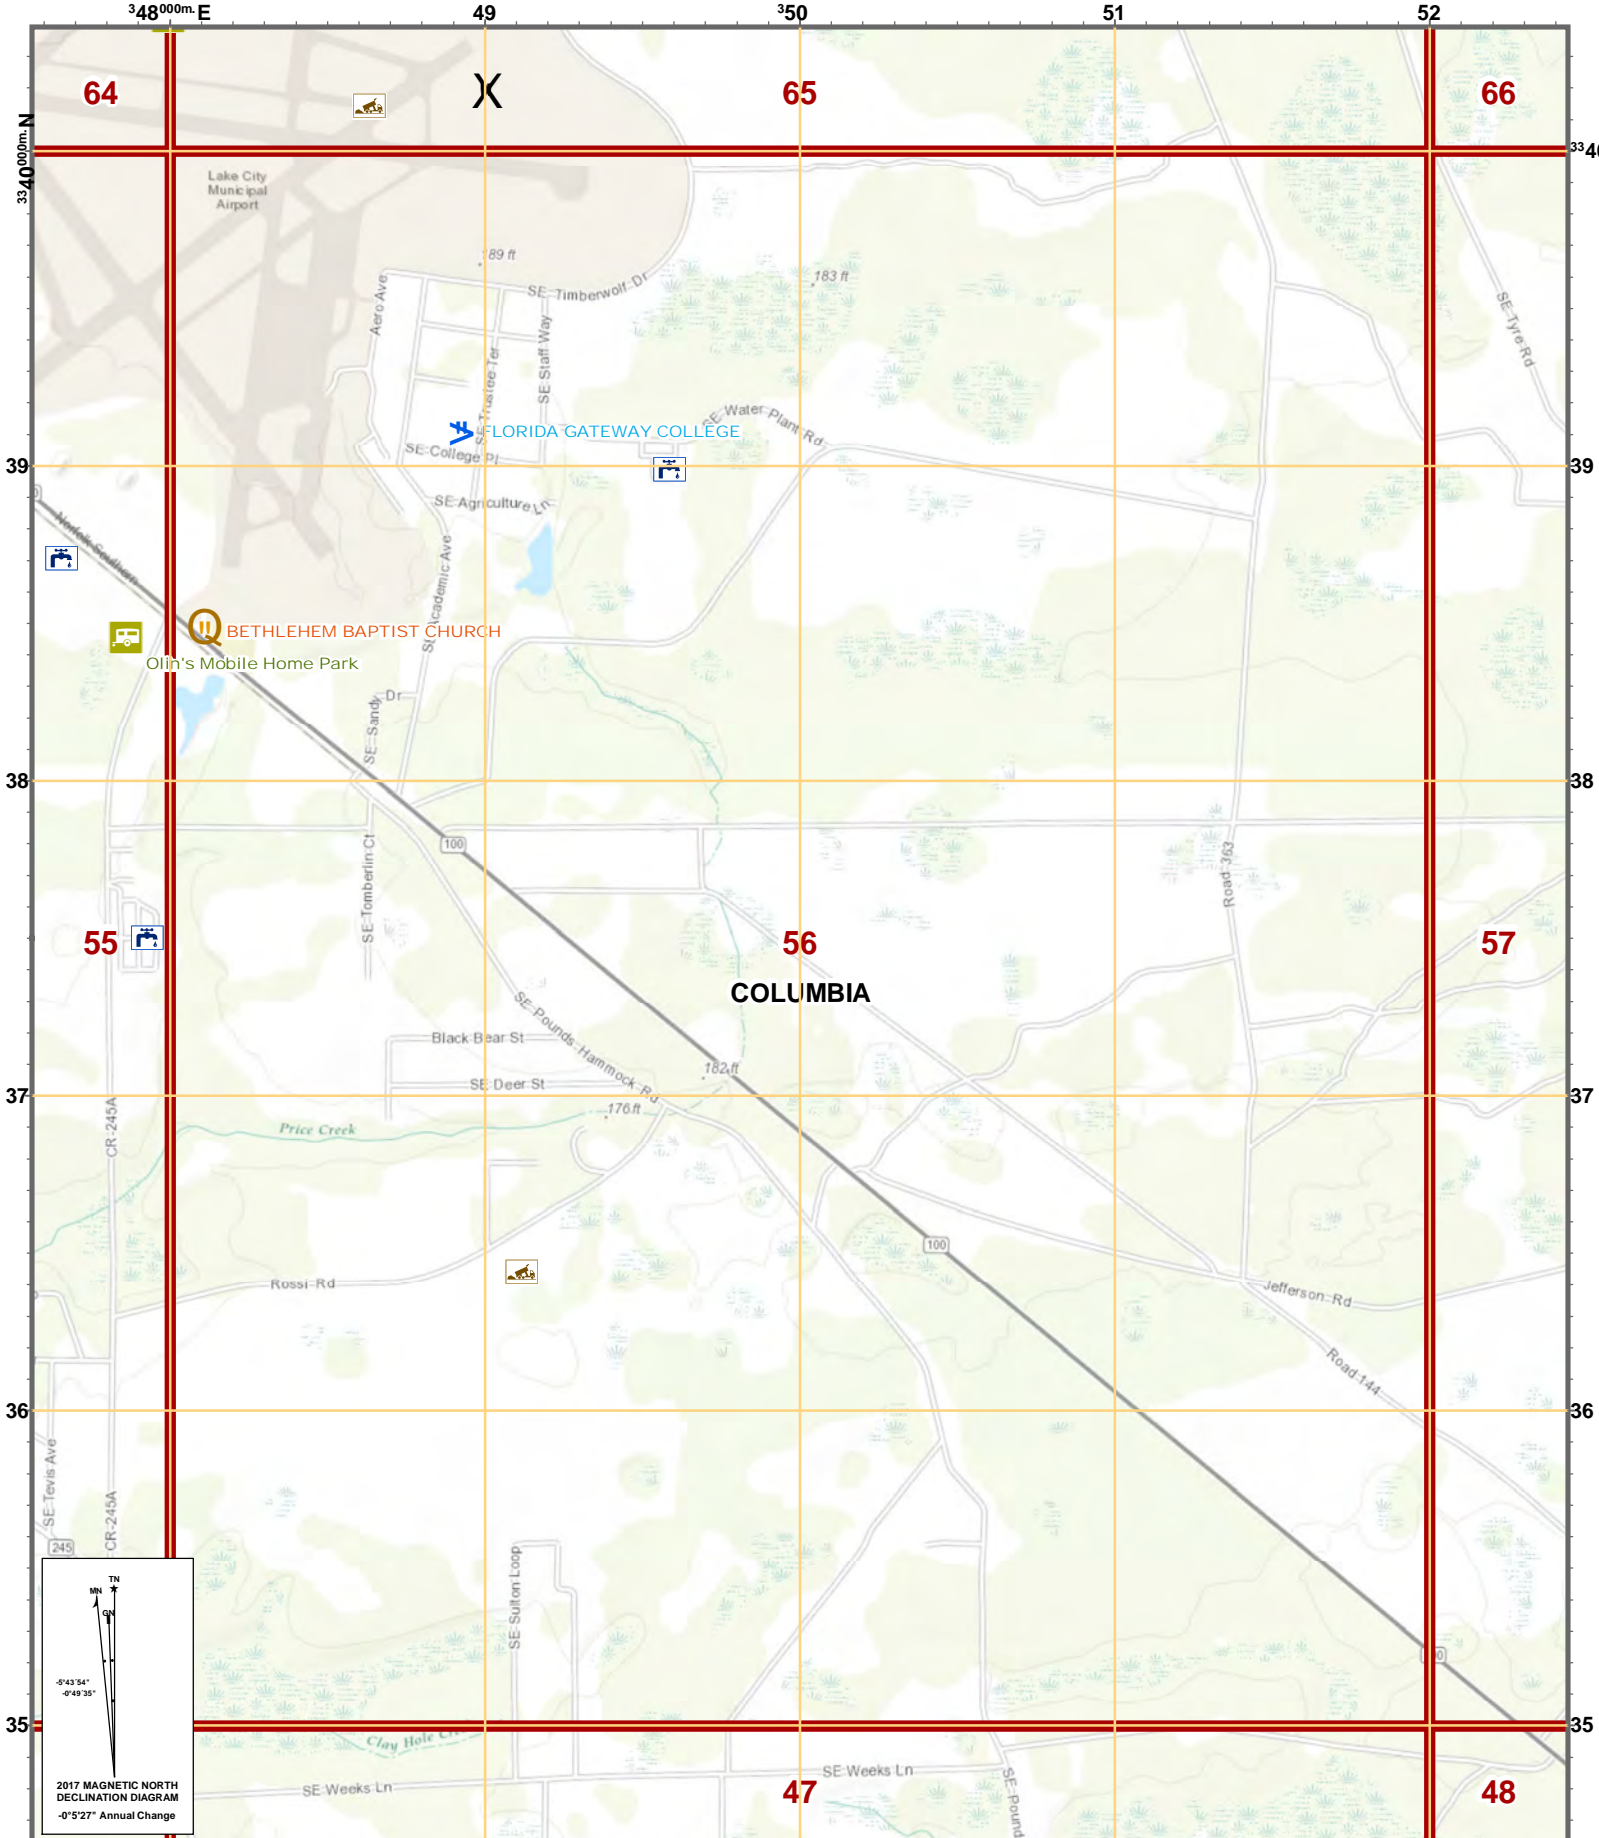 ³48⁰⁰⁰ᵐ· E
49
³50
51
52
64
65
66
X
³³40⁰⁰⁰ᵐ· N
Lake City
Municipal
Airport
189 ft
183 ft
SE Timberwolf Dr
Aero Ave
SE Staff Way
SE Trustee Ter
SE Tyre Rd
SE Water Plant Rd
FLORIDA GATEWAY COLLEGE
SE College Pl
39
39
SE Agriculture Ln
Norfolk Southern
SE Academic Ave
BETHLEHEM BAPTIST CHURCH
Olin's Mobile Home Park
SE Sandy Dr
38
38
100
SE Tomberlin Ct
Road 363
55
56
57
COLUMBIA
SE Pounds Hammock Rd
Black Bear St
182 ft
SE Deer St
37
37
176 ft
CR-245A
Price Creek
100
Rossi Rd
Jefferson Rd
Road 144
36
36
SE Tevis Ave
CR-245A
245
SE Sulton Loop
TN
MN
GN
-5°43'54"
-0°49'35"
35
35
Clay Hole
2017 MAGNETIC NORTH
DECLINATION DIAGRAM
-0°5'27" Annual Change
SE Weeks Ln
SE Weeks Ln
47
48
SE Pound